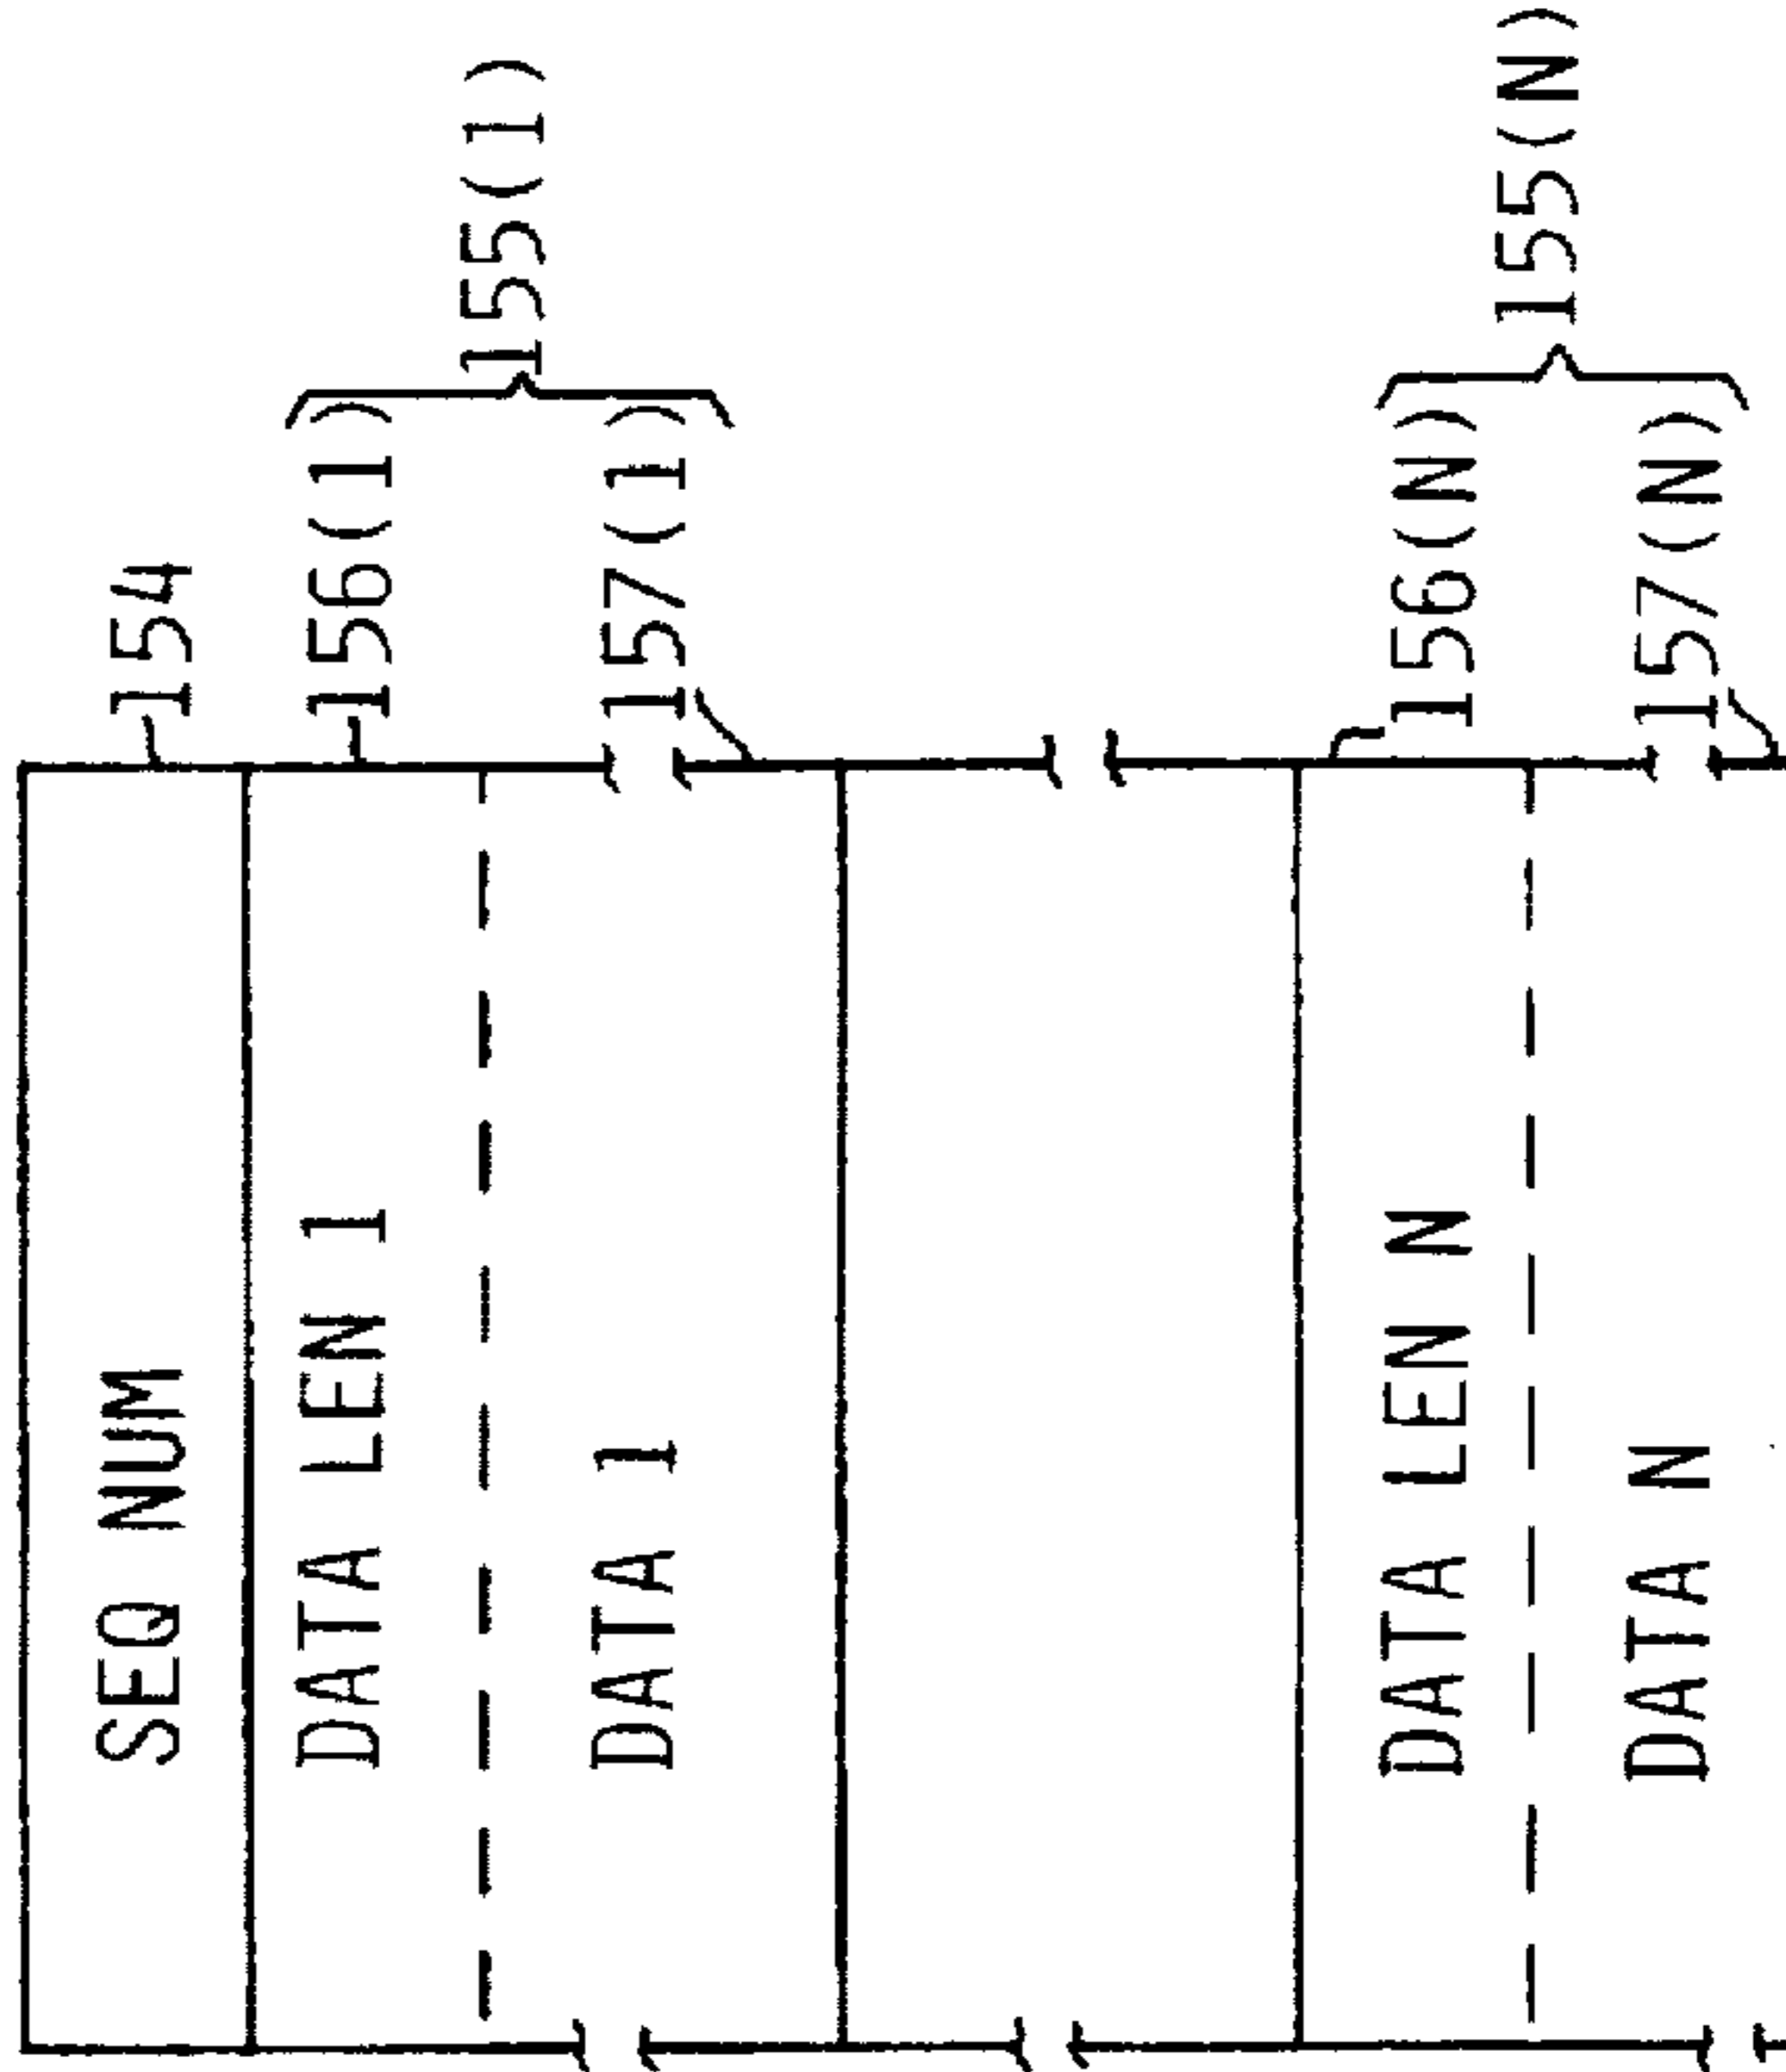 SEQ NUM
154
DATA LEN 1
156(1)
155(1)
DATA 1
157(1)
DATA LEN N
156(N)
155(N)
DATA N
157(N)